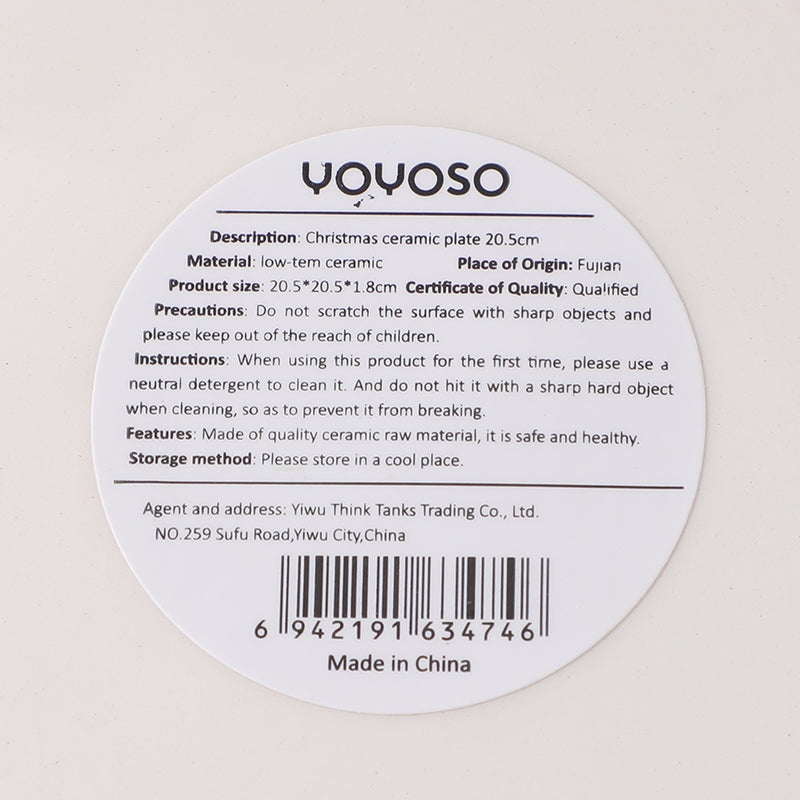 YOYOSO
Description: Christmas ceramic plate 20.5cm
Material: low-tem ceramic Place of Origin: Fujian
Product size: 20.5*20.5*1.8cm Certificate of Quality: Qualified
Precautions: Do not scratch the surface with sharp objects and
please keep out of the reach of children.
Instructions: When using this product for the first time, please use a
neutral detergent to clean it. And do not hit it with a sharp hard object
when cleaning, so as to prevent it from breaking.
Features: Made of quality ceramic raw material, it is safe and healthy.
Storage method: Please store in a cool place.
Agent and address: Yiwu Think Tanks Trading Co., Ltd.
NO.259 Sufu Road,Yiwu City,China
6 942191 634746
Made in China